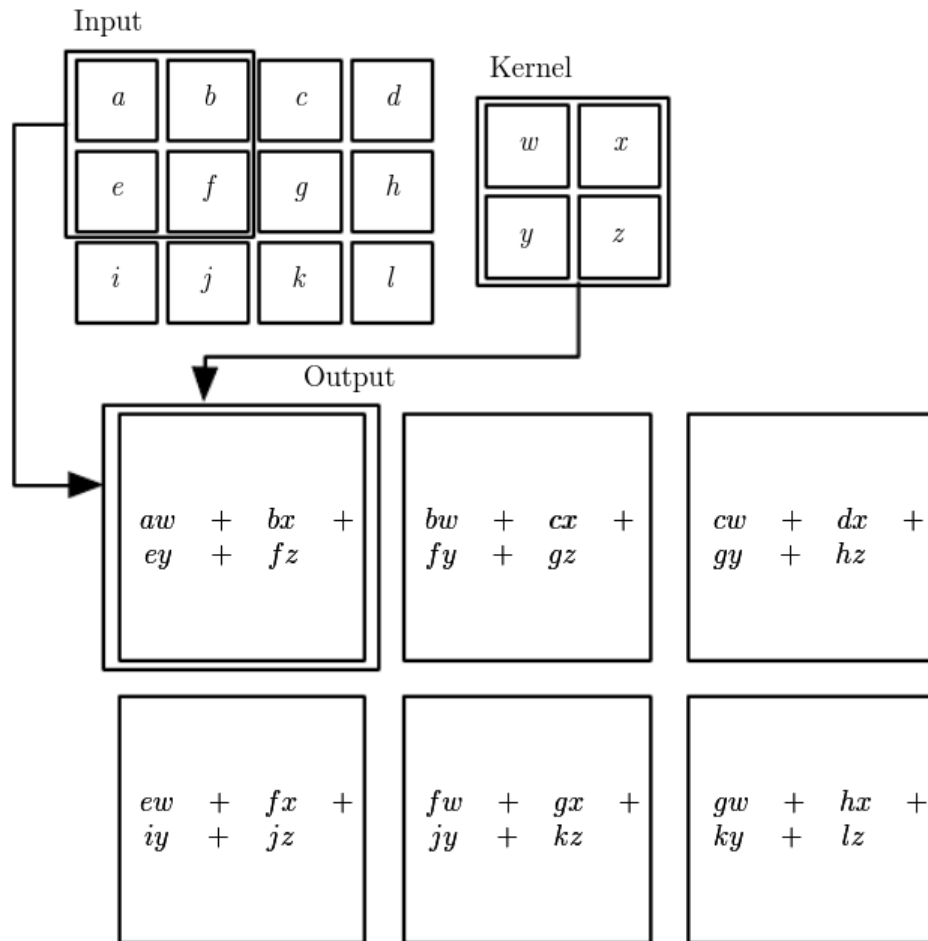 Input
Kernel
a b c d
e f g h
i j k l
w x
y z
Output
aw + bx +
ey + fz
bw + cx +
fy + gz
cw + dx +
gy + hz
ew + fx +
iy + jz
fw + gx +
jy + kz
gw + hx +
ky + lz